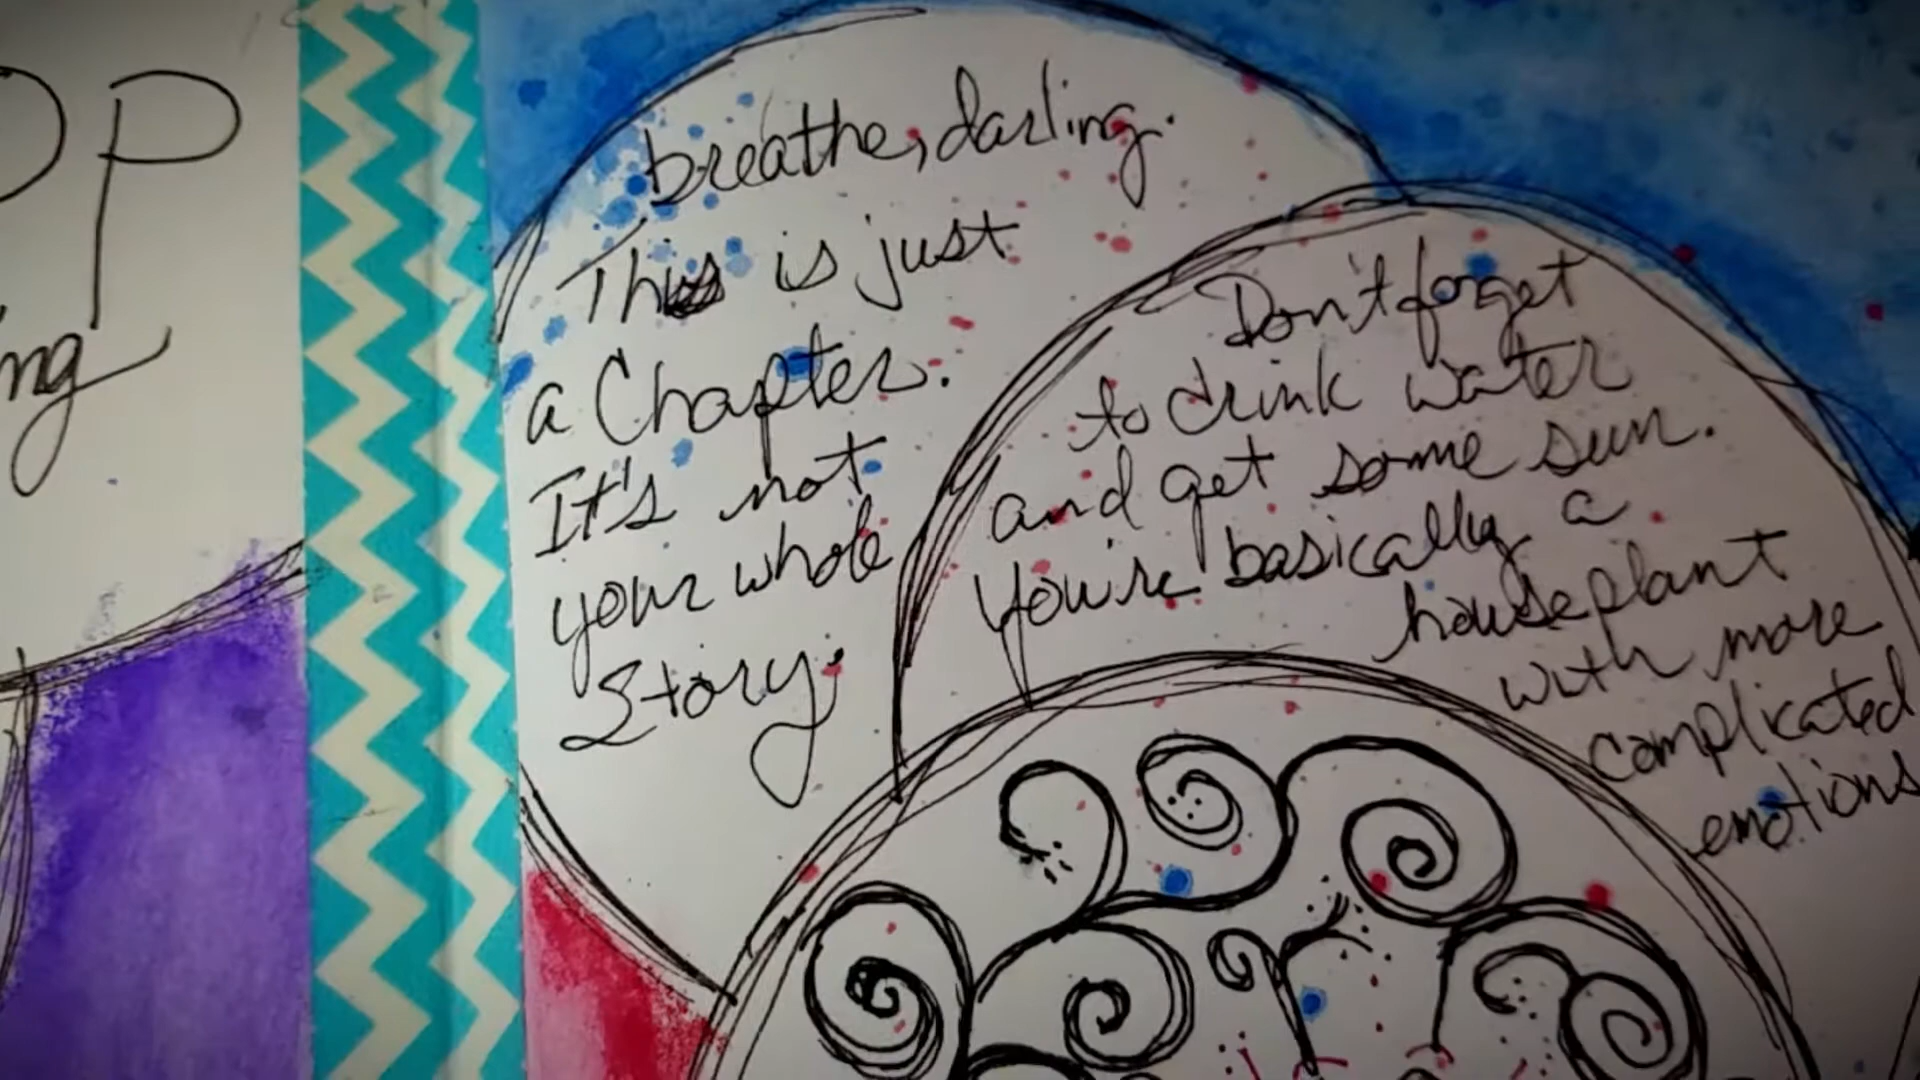 OP
ng
breathe, darling.
This is just
a Chapter.
It's not
your whole
Story.
Don't forget
to drink water
and get some sun.
You're basically a
houseplant
with more
complicated
emotions